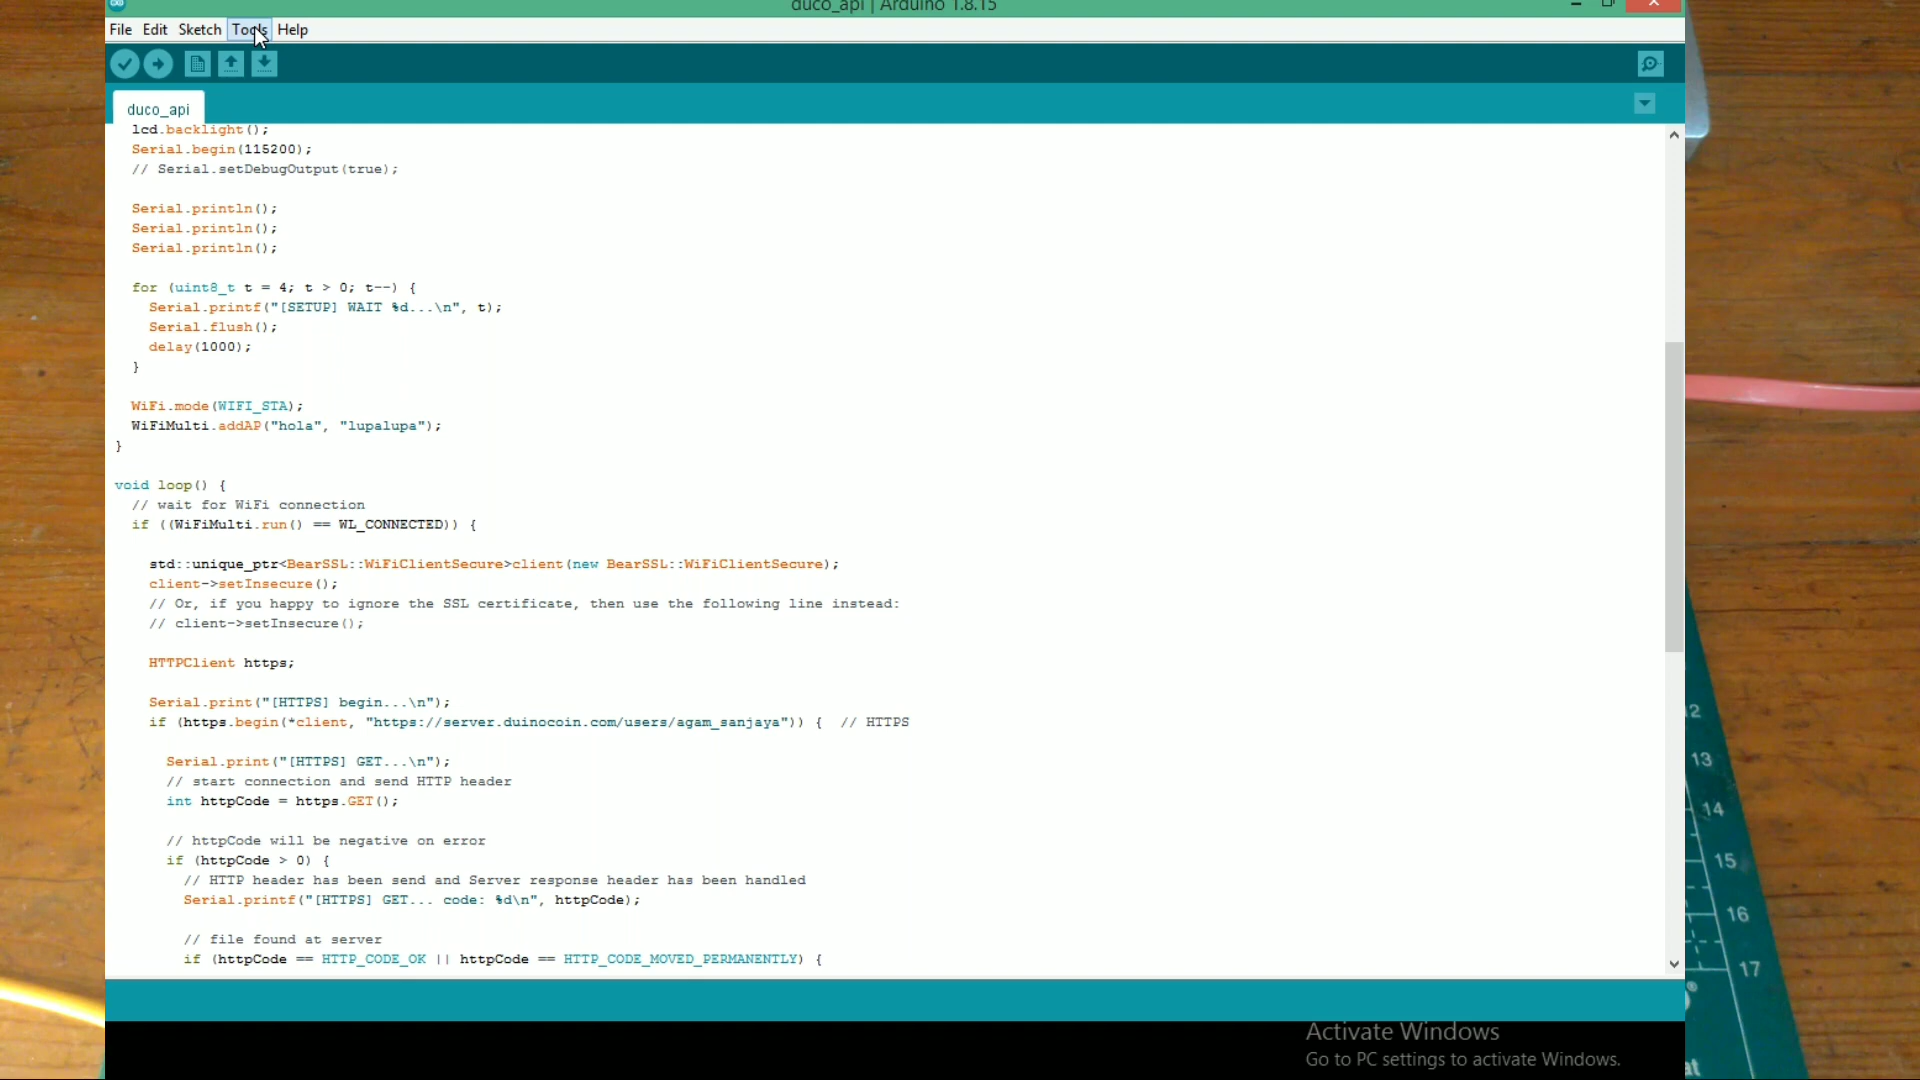 duco_api | Arduino 1.8.15
File Edit Sketch Tools Help
duco_api
lcd.backlight();
Serial.begin(115200);
// Serial.setDebugOutput(true);
Serial.println();
Serial.println();
Serial.println();
for (uint8_t t = 4; t > 0; t--) {
Serial.printf("[SETUP] WAIT %d...\n", t);
Serial.flush();
delay(1000);
}
WiFi.mode(WIFI_STA);
WiFiMulti.addAP("hola", "lupalupa");
}
void loop() {
// wait for WiFi connection
if ((WiFiMulti.run() == WL_CONNECTED)) {
std::unique_ptr<BearSSL::WiFiClientSecure>client(new BearSSL::WiFiClientSecure);
client->setInsecure();
// Or, if you happy to ignore the SSL certificate, then use the following line instead:
// client->setInsecure();
HTTPClient https;
Serial.print("[HTTPS] begin...\n");
if (https.begin(*client, "https://server.duinocoin.com/users/agam_sanjaya")) {  // HTTPS
Serial.print("[HTTPS] GET...\n");
// start connection and send HTTP header
int httpCode = https.GET();
// httpCode will be negative on error
if (httpCode > 0) {
// HTTP header has been send and Server response header has been handled
Serial.printf("[HTTPS] GET... code: %d\n", httpCode);
// file found at server
if (httpCode == HTTP_CODE_OK || httpCode == HTTP_CODE_MOVED_PERMANENTLY) {
Activate Windows
Go to PC settings to activate Windows.
12
13
14
15
16
17